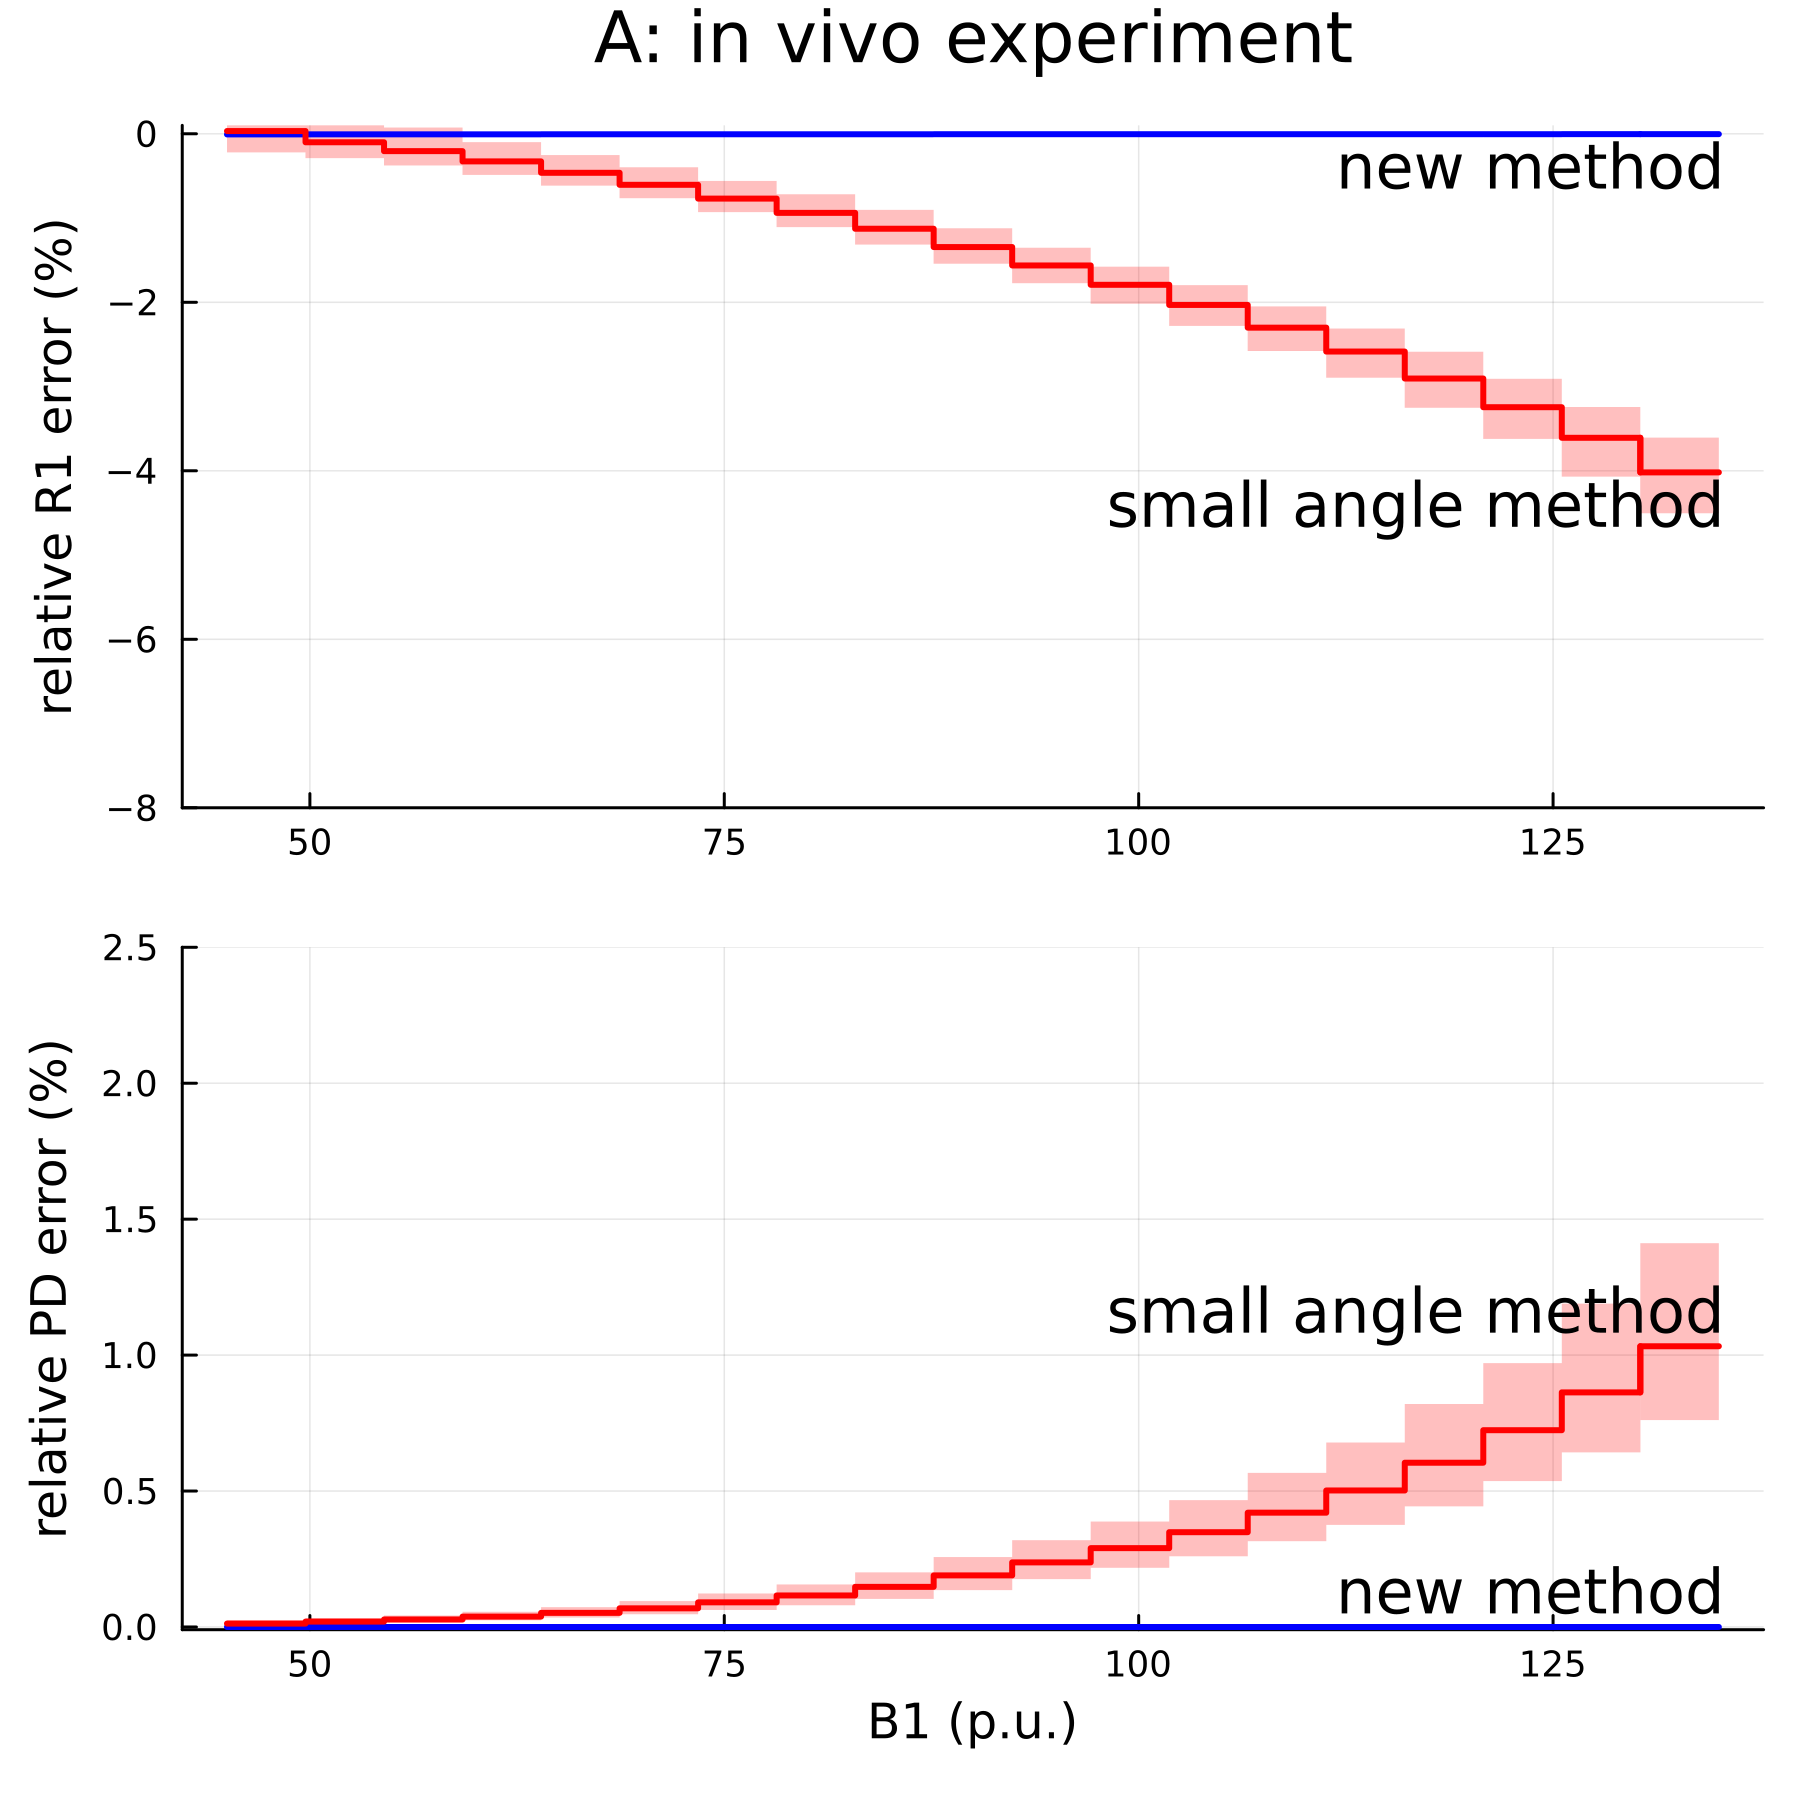 A: in vivo experiment
relative R1 error (%)
0
−2
−4
−6
−8
new method
small angle method
50 75 100 125
relative PD error (%)
2.5
2.0
1.5
1.0
0.5
0.0
small angle method
new method
50 75 100 125
B1 (p.u.)